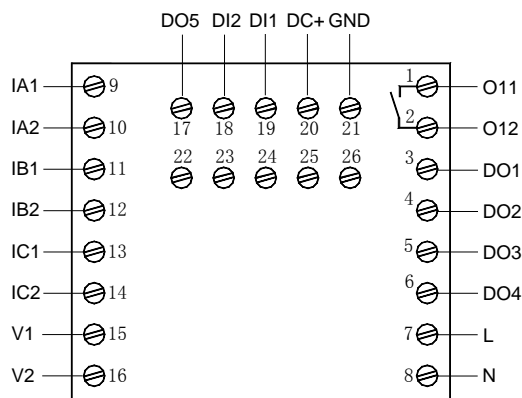 DO5 DI2 DI1 DC+ GND
IA1 9 1 O11
17 18 19 20 21
IA2 10 2 O12
IB1 11 22 23 24 25 26 3 DO1
IB2 12 4 DO2
IC1 13 5 DO3
IC2 14 6 DO4
V1 15 7 L
V2 16 8 N